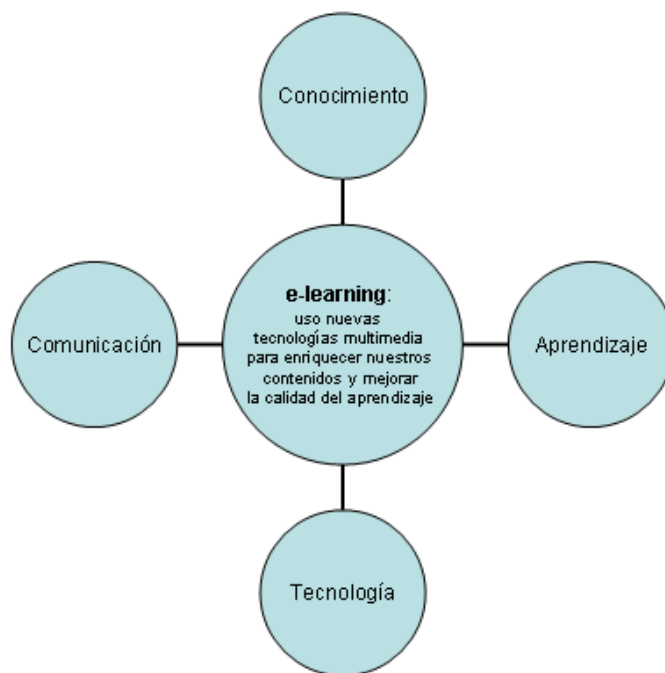 Conocimiento
e-learning:
uso nuevas
tecnologías multimedia
para enriquecer nuestros
contenidos y mejorar
la calidad del aprendizaje
Comunicación
Aprendizaje
Tecnología